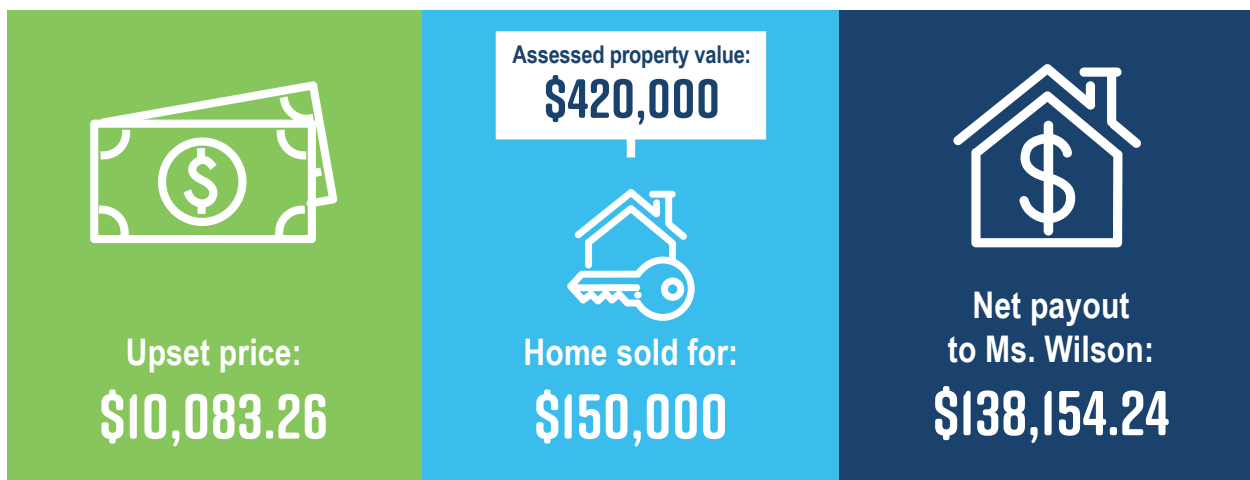 Assessed property value:
$420,000
Upset price:
$10,083.26
Home sold for:
$150,000
Net payout
to Ms. Wilson:
$138,154.24